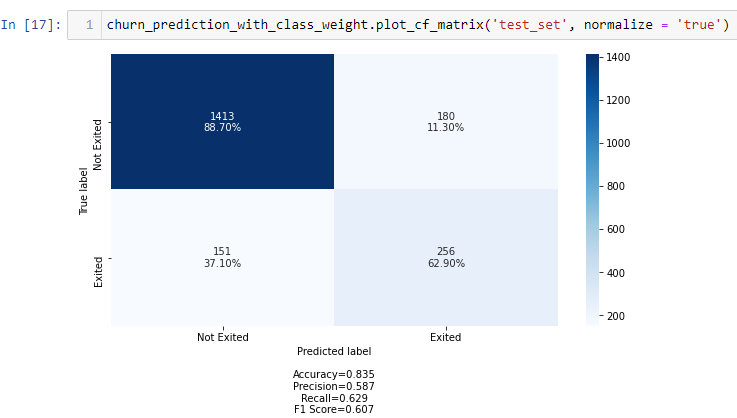 In [17]: 1 churn_prediction_with_class_weight.plot_cf_matrix('test_set', normalize = 'true')
True label
Not Exited
Exited
1413
88.70%
180
11.30%
151
37.10%
256
62.90%
1400
1200
1000
800
600
400
200
Not Exited
Exited
Predicted label
Accuracy=0.835
Precision=0.587
Recall=0.629
F1 Score=0.607